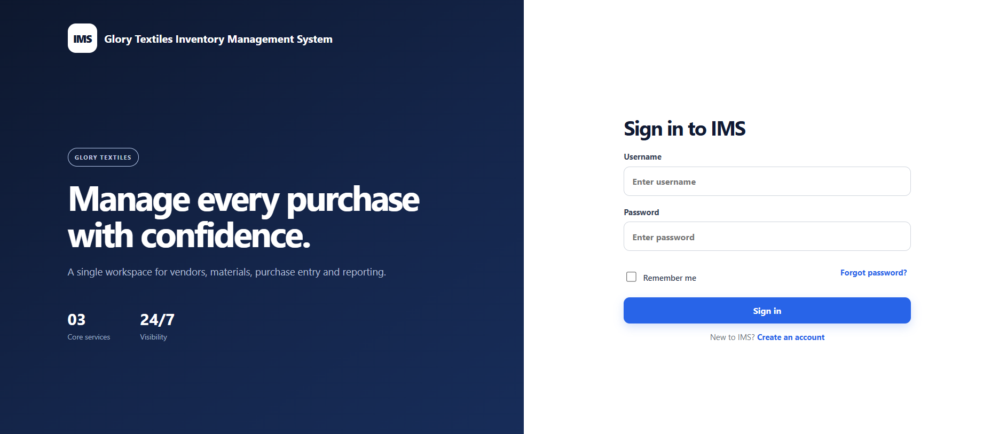 IMS
Glory Textiles Inventory Management System
GLORY TEXTILES
Manage every purchase
with confidence.
A single workspace for vendors, materials, purchase entry and reporting.
03
Core services
24/7
Visibility
Sign in to IMS
Username
Enter username
Password
Enter password
Remember me
Forgot password?
Sign in
New to IMS? Create an account